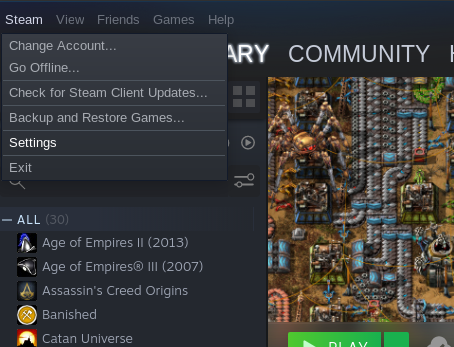 Steam View Friends Games Help
Change Account...
Go Offline...
COMMUNITY
Check for Steam Client Updates...
Backup and Restore Games...
Settings
Exit
— ALL (30)
Age of Empires II (2013)
Age of Empires® III (2007)
Assassin's Creed Origins
Banished
Catan Universe
PLAY